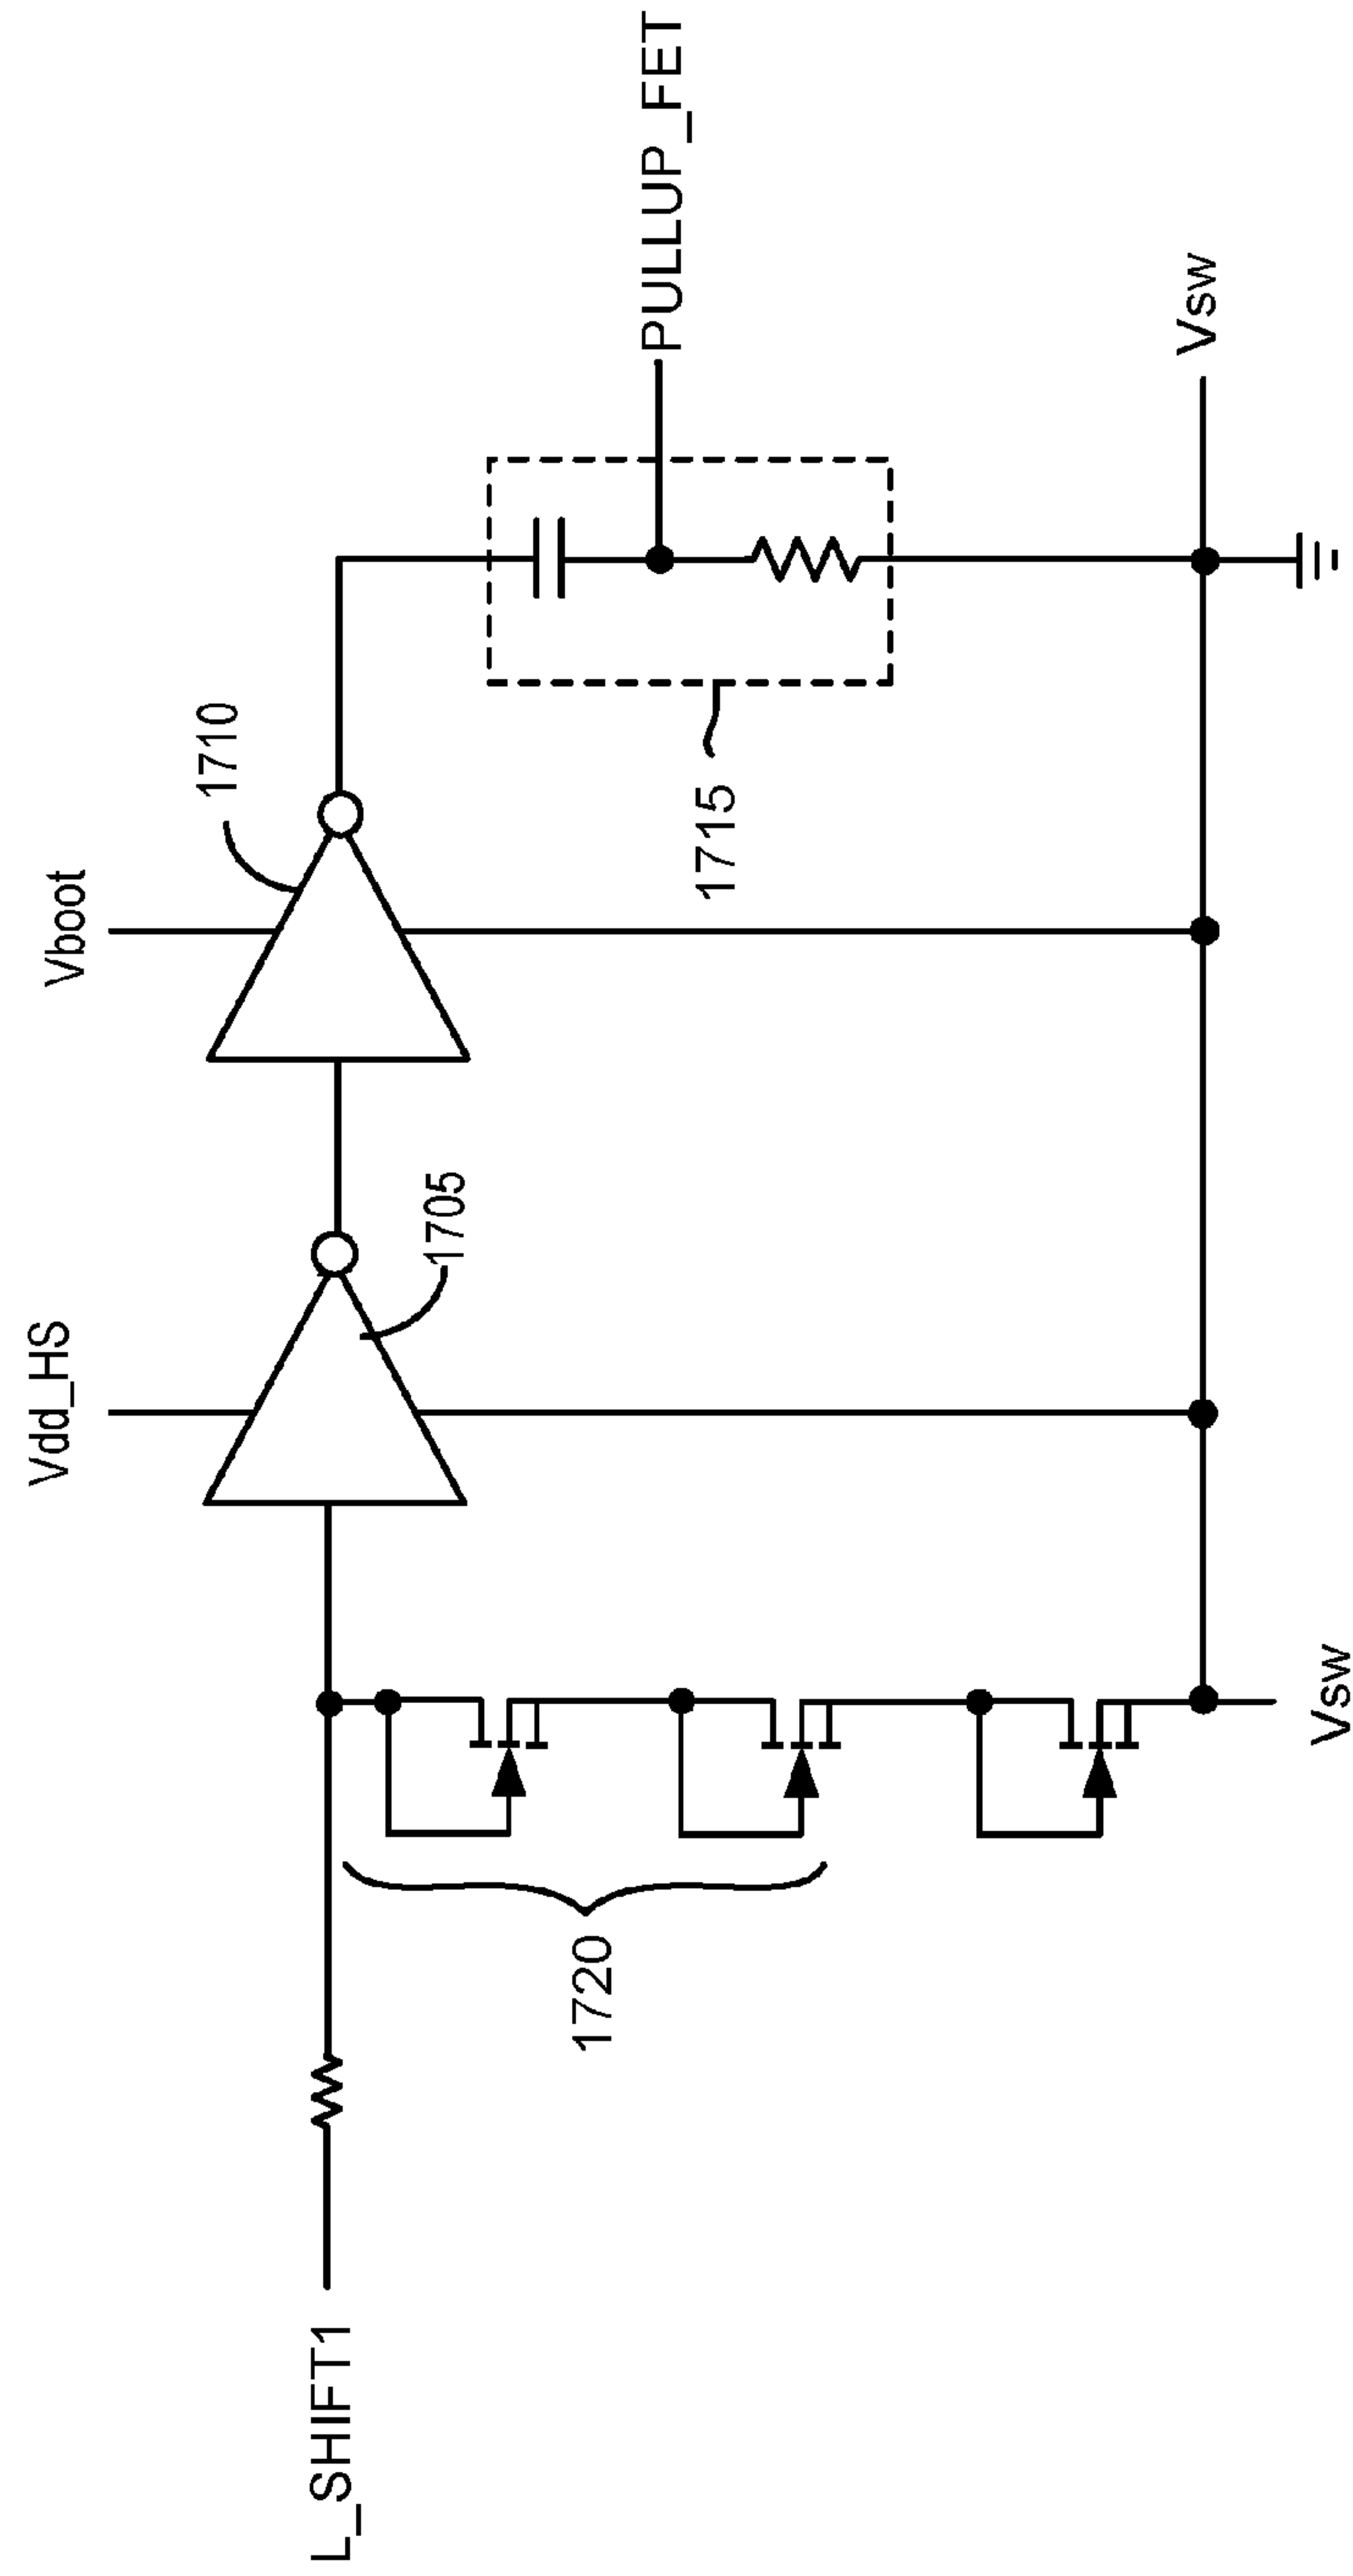 Vdd_HS
Vboot
1710
L_SHIFT1
1705
PULLUP_FET
1720
1715
Vsw
Vsw